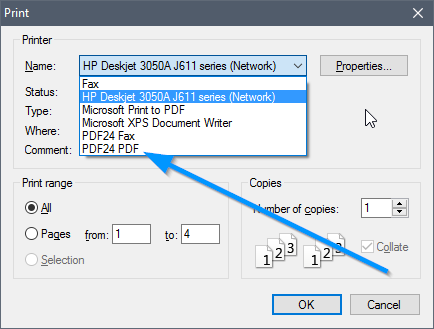 Print
Printer
Name:
HP Deskjet 3050A J611 series (Network)
Properties...
Fax
Status:
HP Deskjet 3050A J611 series (Network)
Type:
Microsoft Print to PDF
Microsoft XPS Document Writer
Where:
PDF24 Fax
Comment:
PDF24 PDF
Print range
All
Pages from: 1 to: 4
Selection
Copies
Number of copies: 1
1 2 3 1 2 3
Collate
OK Cancel